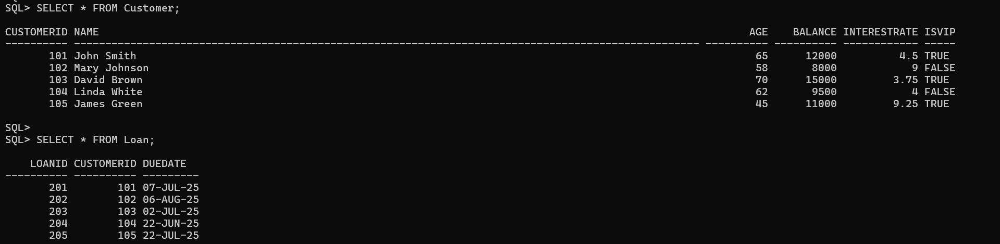 SQL> SELECT * FROM Customer;
CUSTOMERID NAME                                                                                                        AGE    BALANCE INTERESTRATE ISVIP
---------- ---------------------------------------------------------------------------------------------------- ---------- ---------- ------------ -----
       101 John Smith                                                                                                   65      12000          4.5 TRUE
       102 Mary Johnson                                                                                                 58       8000            9 FALSE
       103 David Brown                                                                                                  70      15000         3.75 TRUE
       104 Linda White                                                                                                  62       9500            4 FALSE
       105 James Green                                                                                                  45      11000         9.25 TRUE
SQL>
SQL> SELECT * FROM Loan;
    LOANID CUSTOMERID DUEDATE
---------- ---------- ---------
       201        101 07-JUL-25
       202        102 06-AUG-25
       203        103 02-JUL-25
       204        104 22-JUN-25
       205        105 22-JUL-25